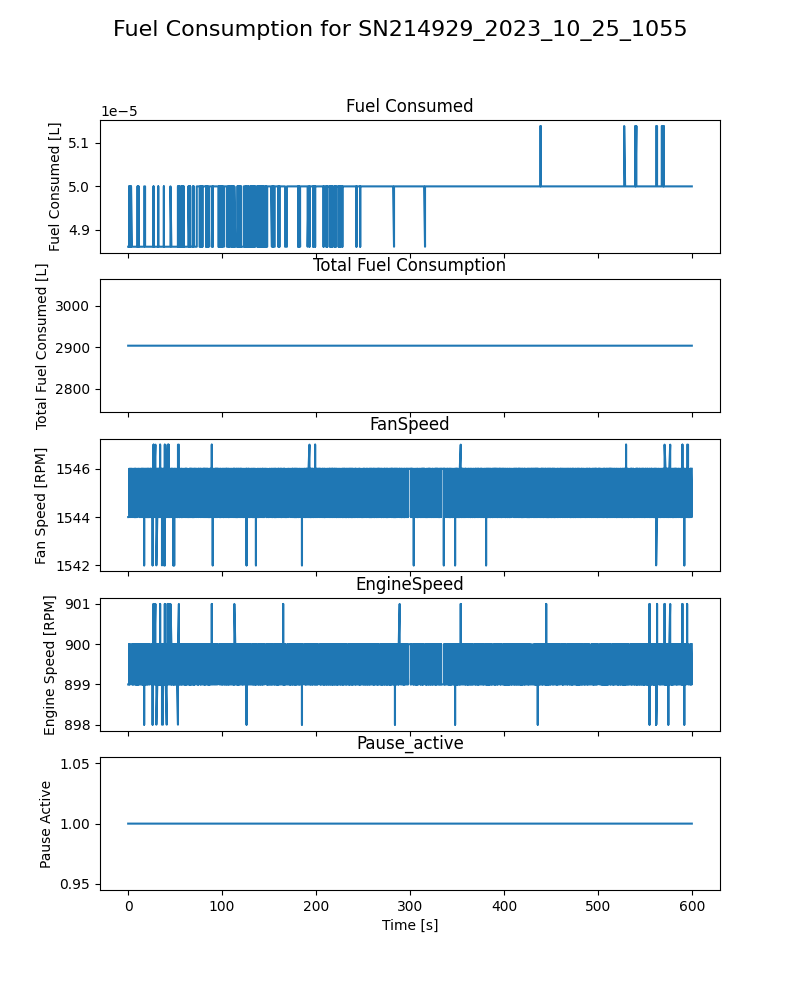 Fuel Consumption for SN214929_2023_10_25_1055
Fuel Consumed
1e−5
Fuel Consumed [L]
5.1
5.0
4.9
Total Fuel Consumption
Total Fuel Consumed [L]
3000
2900
2800
FanSpeed
Fan Speed [RPM]
1546
1544
1542
EngineSpeed
Engine Speed [RPM]
901
900
899
898
Pause_active
Pause Active
1.05
1.00
0.95
0 100 200 300 400 500 600
Time [s]